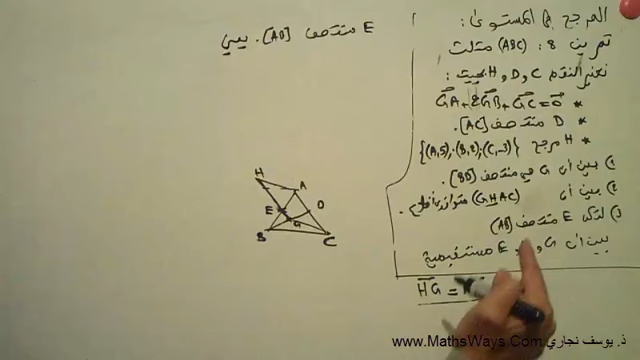 المرجح في المستوى:
تمرين 8: (ABC) مثلث
نعتبر النقط D و H بحيث:
* GA + 2GB + GC = 0
* D منتصف [AC].
* H مرجح {(A,5);(B,2);(C,-3)}
1) بين أن G هي منتصف [BD].
2) بين أن (GHAC) متوازي أضلاع.
3) لتكن E منتصف [AB]
بين أن G و E مستقيمية
HG =
E منتصف [AB]. يعني
H
A
E
D
G
B
C
ذ. يوسف نجاري www.MathsWays.Com